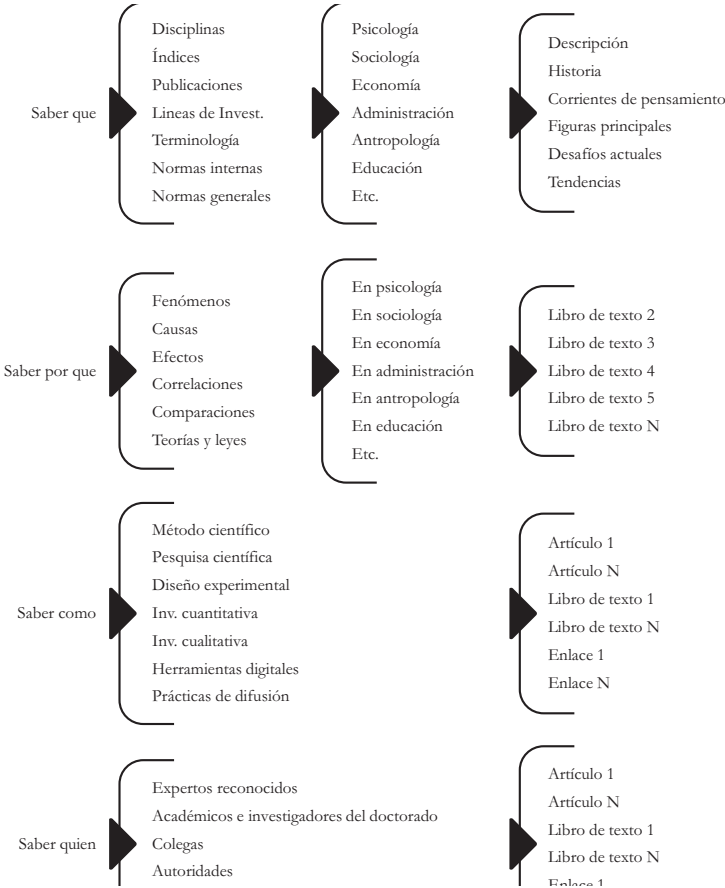 Saber que
Disciplinas
Índices
Publicaciones
Lineas de Invest.
Terminología
Normas internas
Normas generales
Psicología
Sociología
Economía
Administración
Antropología
Educación
Etc.
Descripción
Historia
Corrientes de pensamiento
Figuras principales
Desafíos actuales
Tendencias
Saber por que
Fenómenos
Causas
Efectos
Correlaciones
Comparaciones
Teorías y leyes
En psicología
En sociología
En economía
En administración
En antropología
En educación
Etc.
Libro de texto 2
Libro de texto 3
Libro de texto 4
Libro de texto 5
Libro de texto N
Saber como
Método científico
Pesquisa científica
Diseño experimental
Inv. cuantitativa
Inv. cualitativa
Herramientas digitales
Prácticas de difusión
Artículo 1
Artículo N
Libro de texto 1
Libro de texto N
Enlace 1
Enlace N
Saber quien
Expertos reconocidos
Académicos e investigadores del doctorado
Colegas
Autoridades
Artículo 1
Artículo N
Libro de texto 1
Libro de texto N
Enlace 1